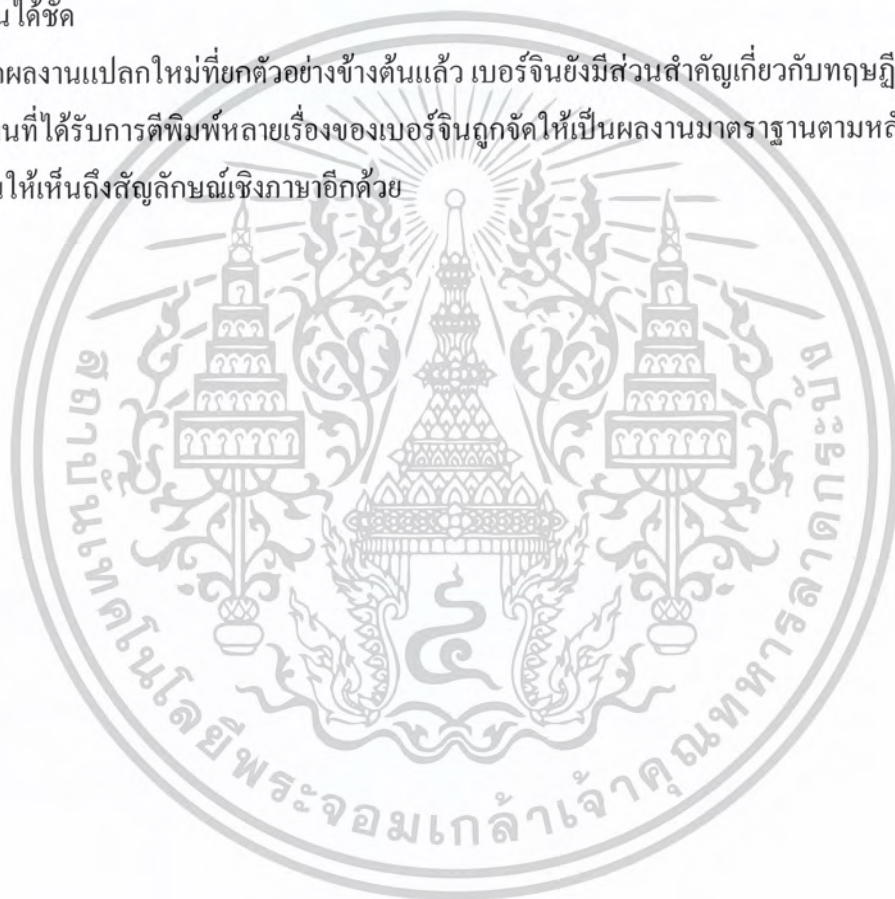 นได้ชัด
ผลงานแปลกใหม่ที่ยกตัวอย่างข้างต้นแล้ว เบอร์จินยังมีส่วนสำคัญเกี่ยวกับทฤษฎี
นที่ได้รับการตีพิมพ์หลายเรื่องของเบอร์จินถูกจัดให้เป็นผลงานมาตราฐานตามหลั
ให้เห็นถึงสัญลักษณ์เชิงภาษาอีกด้วย
๔
สถาบันเทคโนโลยีพระจอมเกล้าเจ้าคุณทหารลาดกระบัง